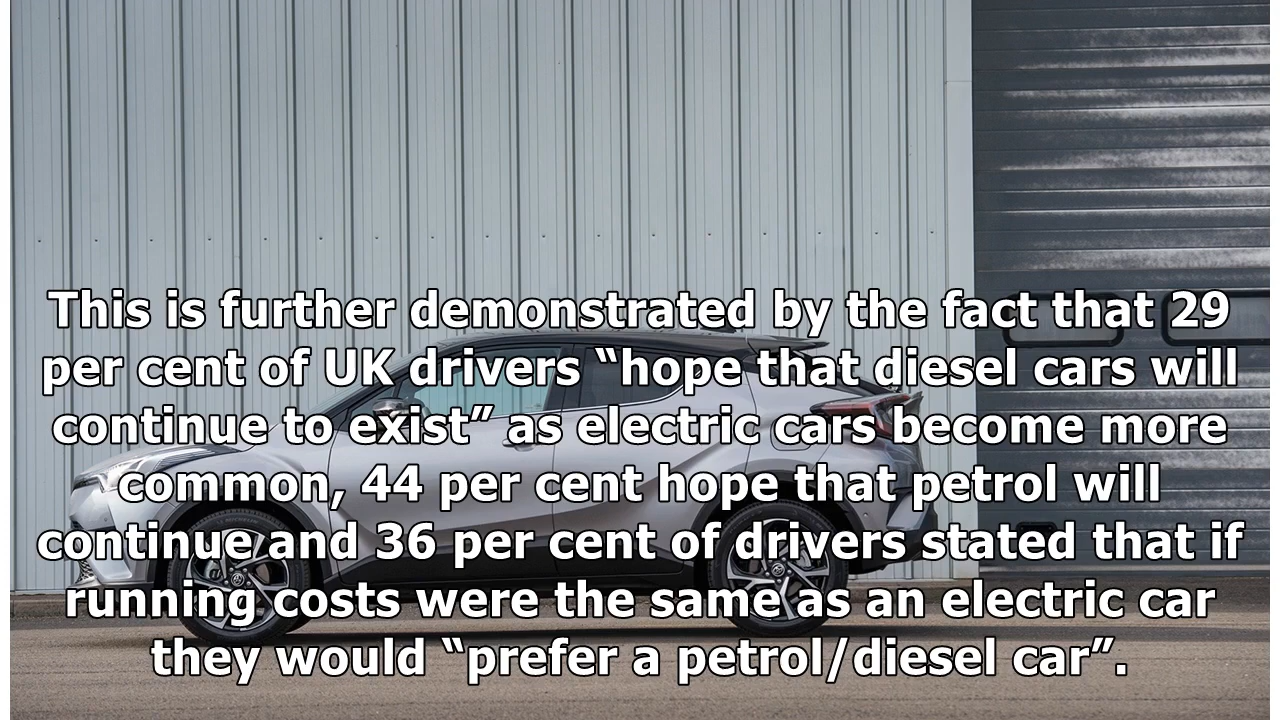 This is further demonstrated by the fact that 29
per cent of UK drivers “hope that diesel cars will
continue to exist” as electric cars become more
common, 44 per cent hope that petrol will
continue and 36 per cent of drivers stated that if
running costs were the same as an electric car
they would “prefer a petrol/diesel car”.